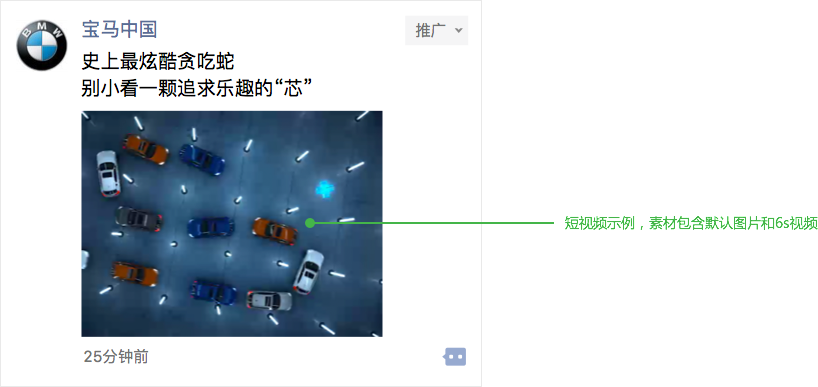 BMW
宝马中国
推广
史上最炫酷贪吃蛇
别小看一颗追求乐趣的“芯”
短视频示例，素材包含默认图片和6s视频
25分钟前